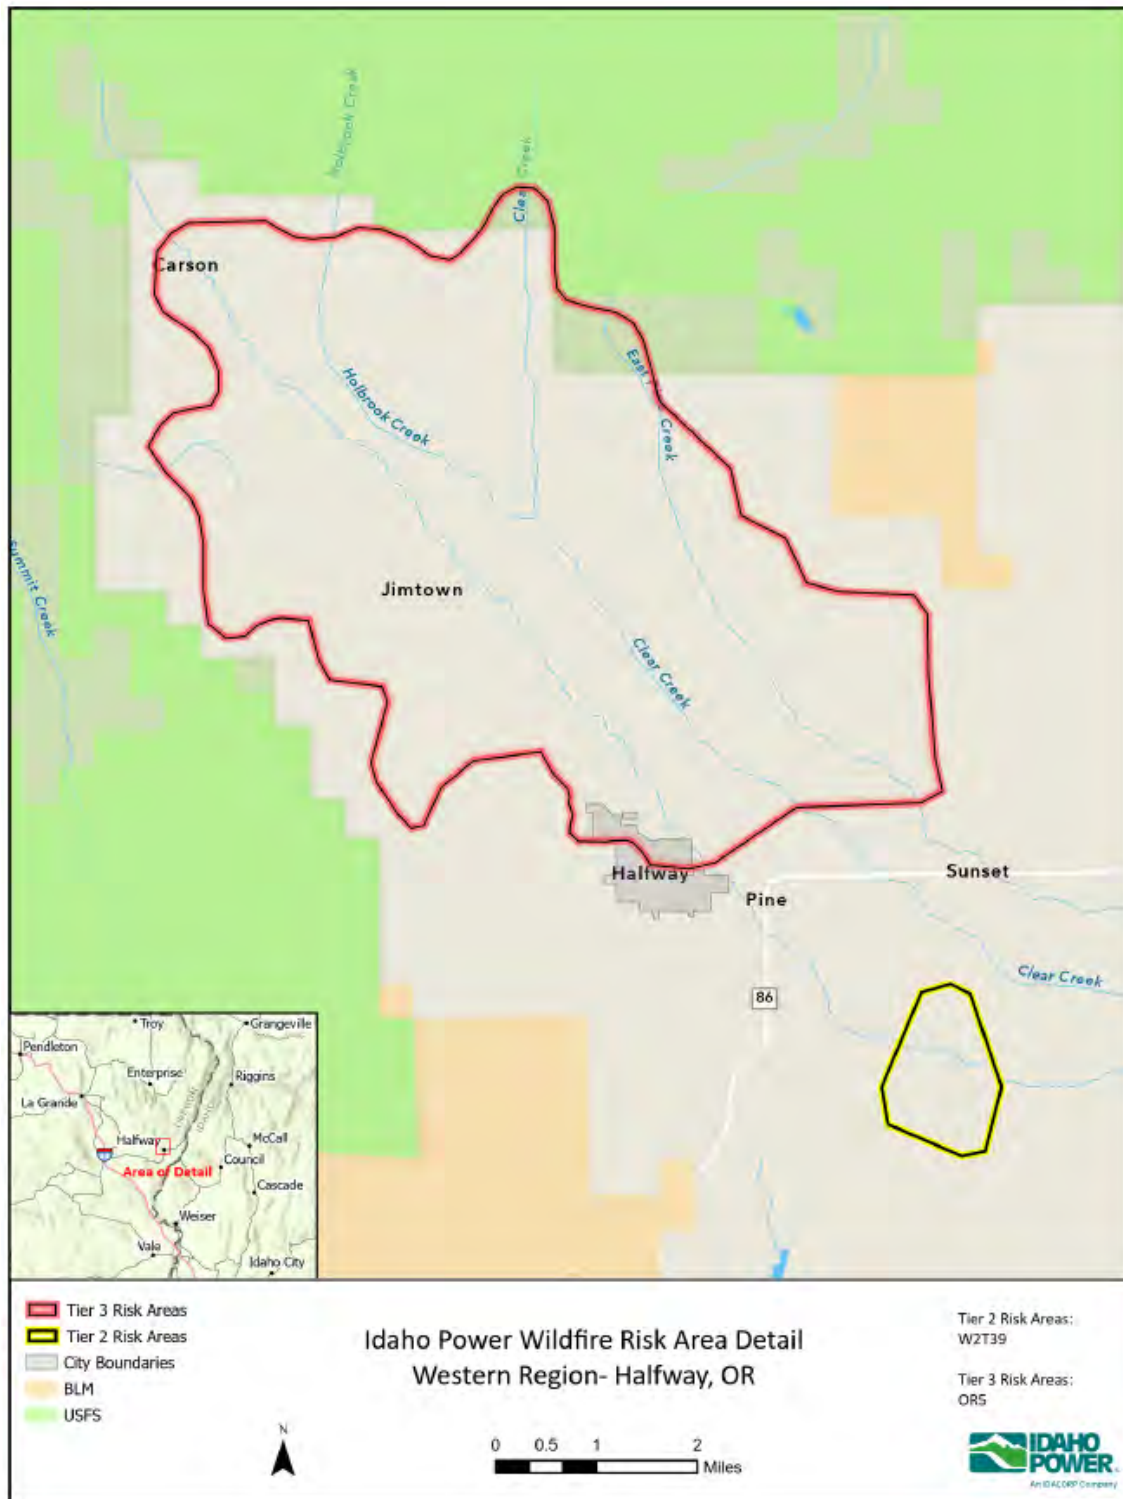 Holbrook Creek
Clear Creek
Carson
East
Creek
Holbrook Creek
Summit Creek
Jimtown
Clear Creek
Halfway
Sunset
Pine
Clear Creek
86
Troy
Grangeville
Pendleton
Enterprise
Riggins
La Grande
OREGON
IDAHO
Halfway
McCall
Area of Detail
Council
Cascade
Weiser
Vale
Idaho City
Tier 3 Risk Areas
Tier 2 Risk Areas
City Boundaries
BLM
USFS
Idaho Power Wildfire Risk Area Detail
Western Region- Halfway, OR
N
0 0.5 1 2
Miles
Tier 2 Risk Areas:
W2T39
Tier 3 Risk Areas:
OR5
IDAHO
POWER
An IDACORP Company